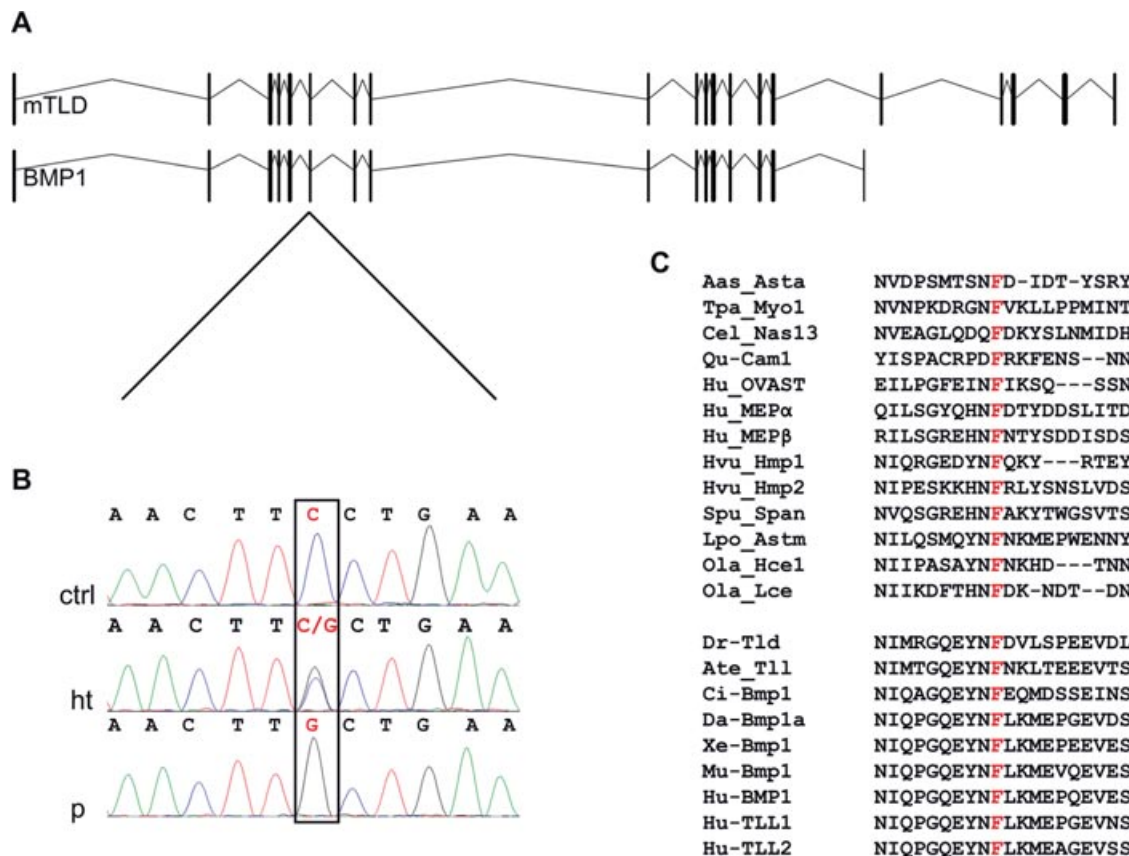 A
mTLD
BMP1
B
A A C T T C C T G A A
ctrl
A A C T T C/G C T G A A
ht
A A C T T G C T G A A
p
C
Aas_Asta NVDPSMTSNFD-IDT-YSRY
Tpa_Myo1 NVNPKDRGNFVKLLPPMINT
Cel_Nas13 NVEAGLQDQFDKYSLNMIDH
Qu-Cam1 YISPACRPDFRKFENS--NN
Hu_OVAST EILPGFEINFIKSQ---SSN
Hu_MEPα QILSGYQHNFDTYDDSLITD
Hu_MEPβ RILSGREHNFNTYSDDISDS
Hvu_Hmp1 NIQRGEDYNFQKY---RTEY
Hvu_Hmp2 NIPESKKHNFRLYSNSLVDS
Spu_Span NVQSGREHNFAKYTWGSVTS
Lpo_Astm NILQSMQYNFNKMEPWENNY
Ola_Hce1 NIIPASAYNFNKHD---TNN
Ola_Lce NIIKDFTHNFDK-NDT--DN
Dr-Tld NIMRGQEYNFDVLSPEEVDL
Ate_Tll NIMTGQEYNFNKLTEEEVTS
Ci-Bmp1 NIQAGQEYNFEQMDSSEINS
Da-Bmp1a NIQPGQEYNFLKMEPGEVDS
Xe-Bmp1 NIQPGQEYNFLKMEPEEVES
Mu-Bmp1 NIQPGQEYNFLKMEVQEVES
Hu-BMP1 NIQPGQEYNFLKMEPQEVES
Hu-TLL1 NIQPGQEYNFLKMEPGEVNS
Hu-TLL2 NIQPGQEYNFLKMEAGEVSS